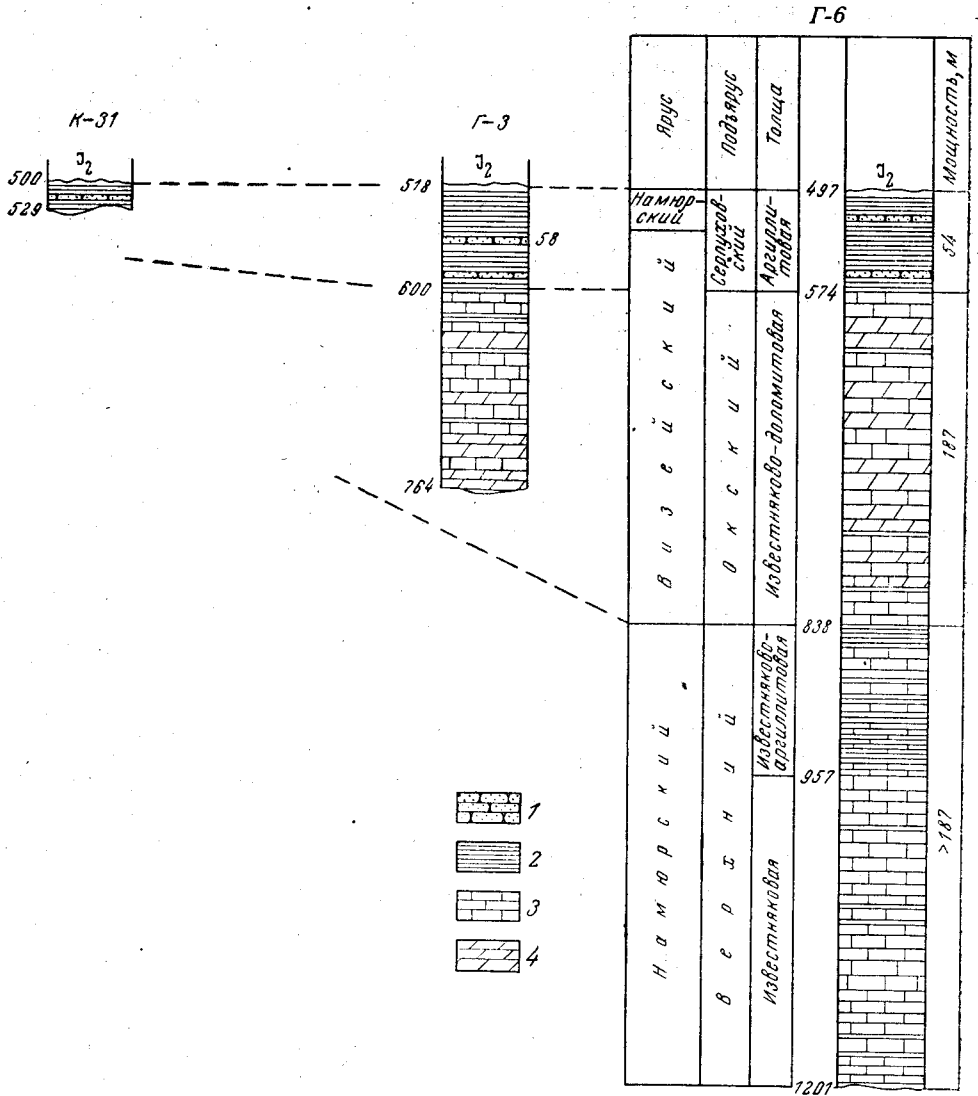 Г-6
Ярус
Подъярус
Толща
Мощность, м
К-31
J2
500
529
Г-3
J2
518
58
600
764
J2
497
Намюр-
ский
Серпухов-
ский
Аргилли-
товая
54
574
Визейский
Окский
Известняково-доломитовая
187
838
Намюрский
Верхний
Известняково-
аргиллитовая
957
Известняковая
>187
1201
1
2
3
4